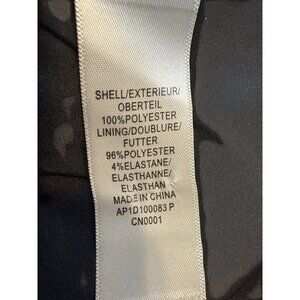 SHELL/EXTERIEUR/
OBERTEIL
100%POLYESTER
LINING/DOUBLURE/
FUTTER
96%POLYESTER
4%ELASTANE/
ELASTHANNE/
ELASTHAN
MADE IN CHINA
AP1D100083 P
CN0001